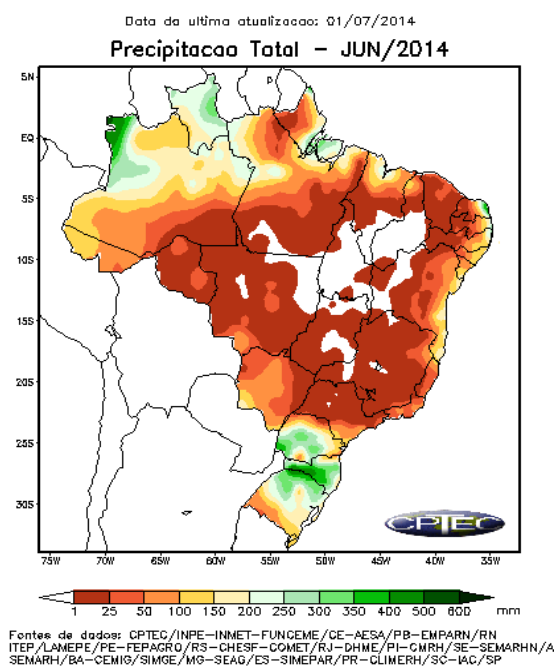 Data da ultima atualizacao: 01/07/2014
Precipitacao Total – JUN/2014
5N
EQ
5S
10S
15S
20S
25S
30S
75W 70W 65W 60W 55W 50W 45W 40W 35W
CPTEC
1 25 50 100 150 200 250 300 350 400 500 600 mm
Fontes de dados: CPTEC/INPE-INMET-FUNCEME/CE-AESA/PB-EMPARN/RN
ITEP/LAMEPE/PE-FEPAGRO/RS-CHESF-COMET/RJ-DHME/PI-CMRH/SE-SEMARHN/A
SEMARH/BA-CEMIG/SIMGE/MG-SEAG/ES-SIMEPAR/PR-CLIMERH/SC-IAC/SP